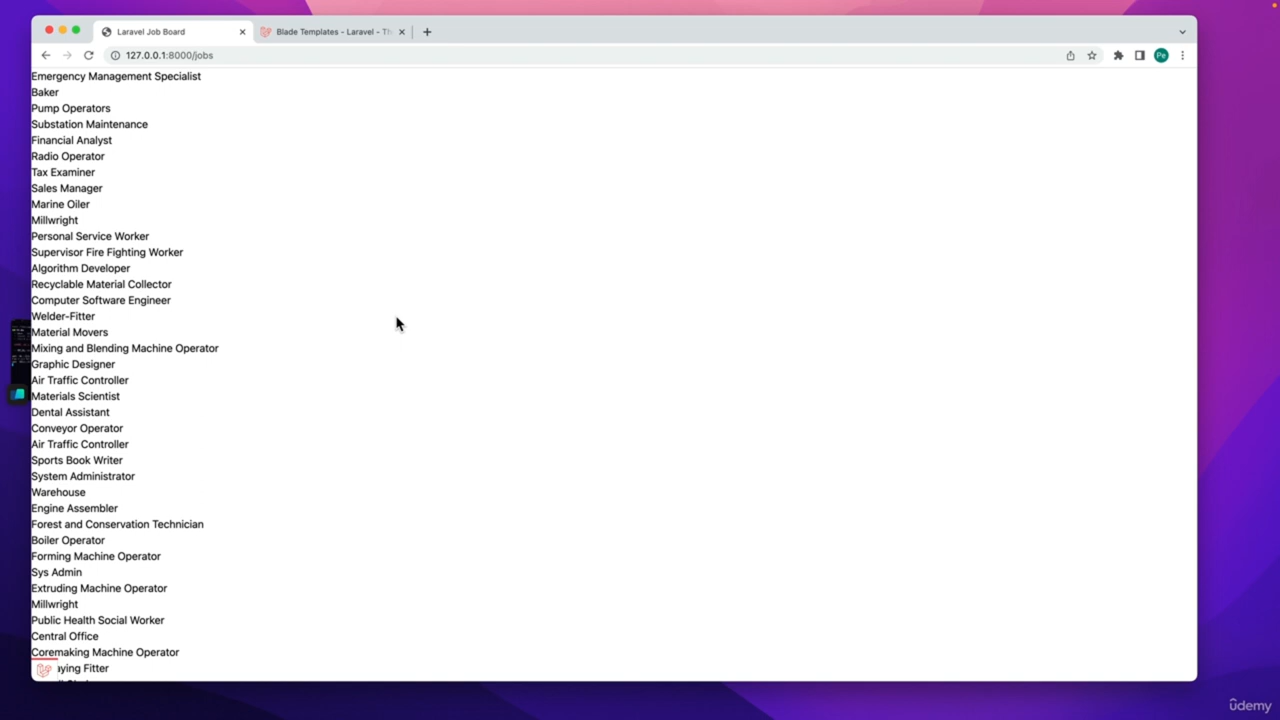 Laravel Job Board
Blade Templates - Laravel - Th
127.0.0.1:8000/jobs
Pe
Emergency Management Specialist
Baker
Pump Operators
Substation Maintenance
Financial Analyst
Radio Operator
Tax Examiner
Sales Manager
Marine Oiler
Millwright
Personal Service Worker
Supervisor Fire Fighting Worker
Algorithm Developer
Recyclable Material Collector
Computer Software Engineer
Welder-Fitter
Material Movers
Mixing and Blending Machine Operator
Graphic Designer
Air Traffic Controller
Materials Scientist
Dental Assistant
Conveyor Operator
Air Traffic Controller
Sports Book Writer
System Administrator
Warehouse
Engine Assembler
Forest and Conservation Technician
Boiler Operator
Forming Machine Operator
Sys Admin
Extruding Machine Operator
Millwright
Public Health Social Worker
Central Office
Coremaking Machine Operator
aying Fitter
udemy